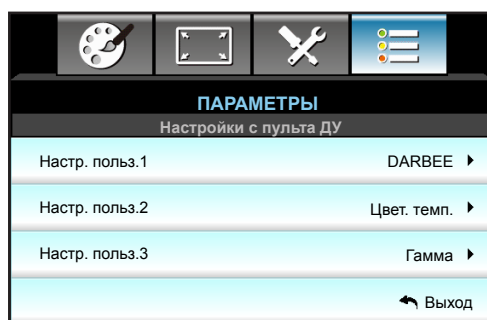 ПАРАМЕТРЫ
Настройки с пульта ДУ
Настр. польз.1 DARBEE
Настр. польз.2 Цвет. темп.
Настр. польз.3 Гамма
Выход